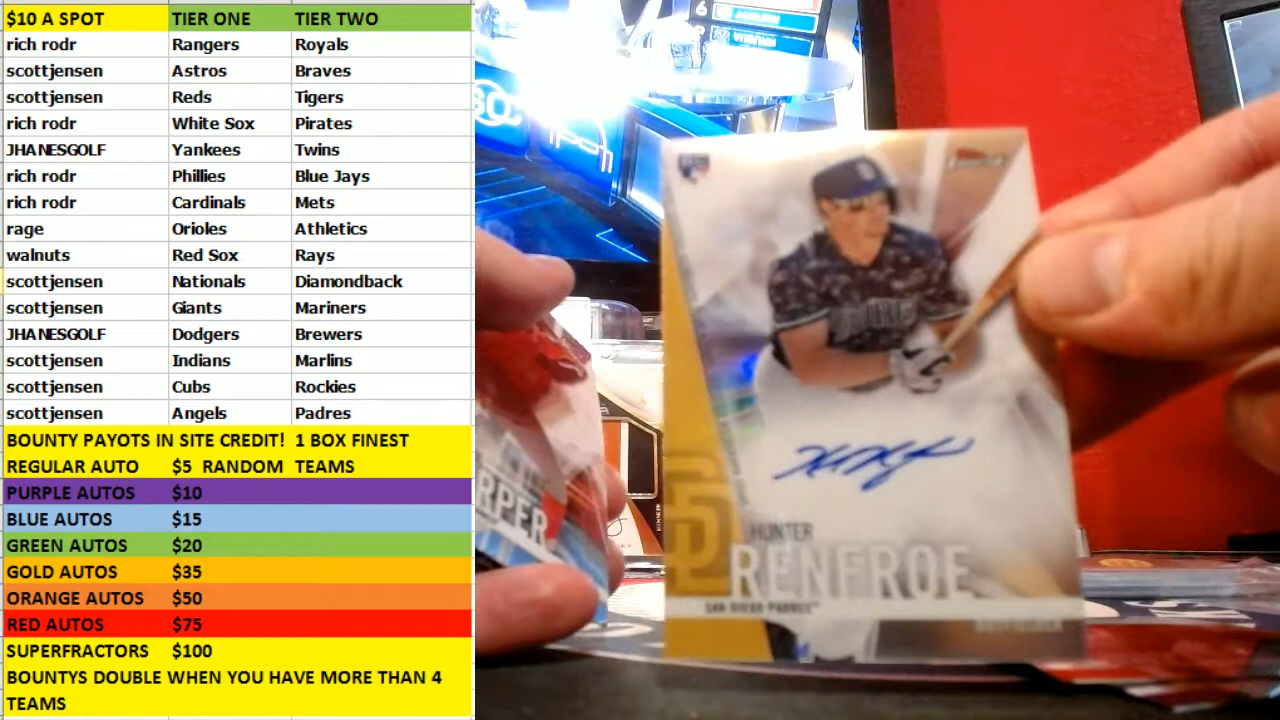 $10 A SPOT TIER ONE TIER TWO
rich rodr Rangers Royals
scottjensen Astros Braves
scottjensen Reds Tigers
rich rodr White Sox Pirates
JHANESGOLF Yankees Twins
rich rodr Phillies Blue Jays
rich rodr Cardinals Mets
rage Orioles Athletics
walnuts Red Sox Rays
scottjensen Nationals Diamondback
scottjensen Giants Mariners
JHANESGOLF Dodgers Brewers
scottjensen Indians Marlins
scottjensen Cubs Rockies
scottjensen Angels Padres
BOUNTY PAYOTS IN SITE CREDIT! 1 BOX FINEST
REGULAR AUTO $5 RANDOM TEAMS
PURPLE AUTOS $10
BLUE AUTOS $15
GREEN AUTOS $20
GOLD AUTOS $35
ORANGE AUTOS $50
RED AUTOS $75
SUPERFRACTORS $100
BOUNTYS DOUBLE WHEN YOU HAVE MORE THAN 4
TEAMS
RPER
SD
HUNTER
RENFROE
SAN DIEGO PADRES™